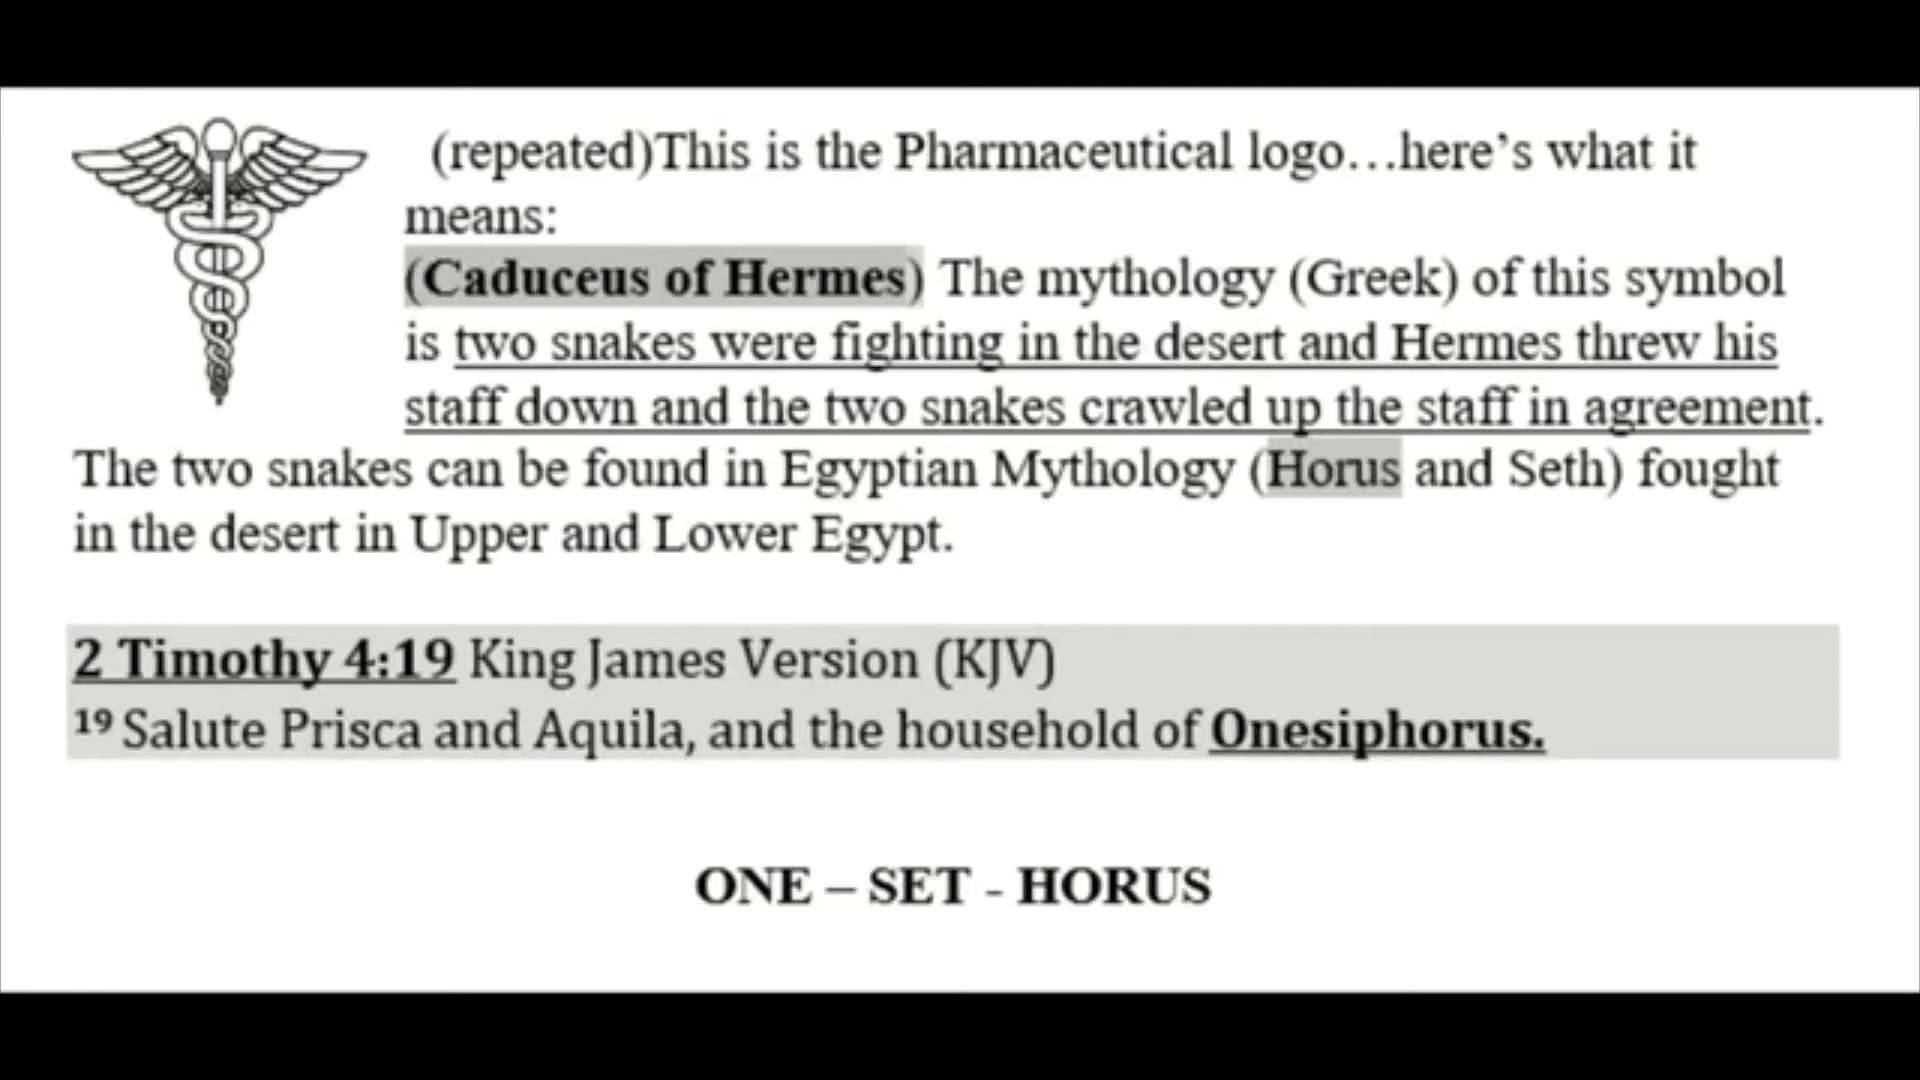 (repeated)This is the Pharmaceutical logo…here’s what it
means:
(Caduceus of Hermes) The mythology (Greek) of this symbol
is two snakes were fighting in the desert and Hermes threw his
staff down and the two snakes crawled up the staff in agreement.
The two snakes can be found in Egyptian Mythology (Horus and Seth) fought
in the desert in Upper and Lower Egypt.
2 Timothy 4:19 King James Version (KJV)
19 Salute Prisca and Aquila, and the household of Onesiphorus.
ONE – SET - HORUS